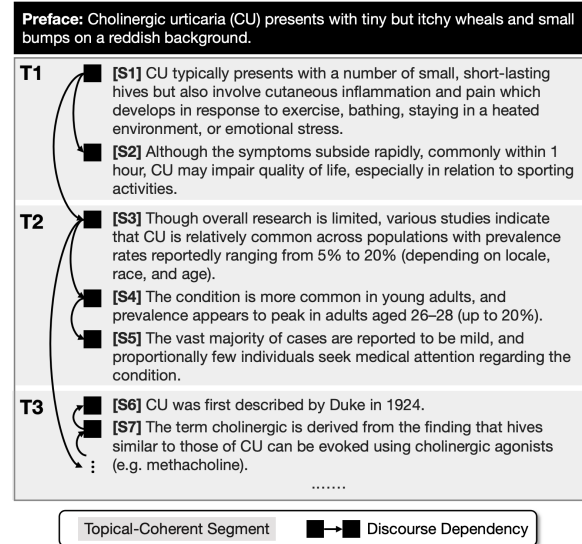 Preface: Cholinergic urticaria (CU) presents with tiny but itchy wheals and small
bumps on a reddish background.
T1
[S1] CU typically presents with a number of small, short-lasting
hives but also involve cutaneous inflammation and pain which
develops in response to exercise, bathing, staying in a heated
environment, or emotional stress.
[S2] Although the symptoms subside rapidly, commonly within 1
hour, CU may impair quality of life, especially in relation to sporting
activities.
T2
[S3] Though overall research is limited, various studies indicate
that CU is relatively common across populations with prevalence
rates reportedly ranging from 5% to 20% (depending on locale,
race, and age).
[S4] The condition is more common in young adults, and
prevalence appears to peak in adults aged 26–28 (up to 20%).
[S5] The vast majority of cases are reported to be mild, and
proportionally few individuals seek medical attention regarding the
condition.
T3
[S6] CU was first described by Duke in 1924.
[S7] The term cholinergic is derived from the finding that hives
similar to those of CU can be evoked using cholinergic agonists
(e.g. methacholine).
.......
Topical-Coherent Segment
Discourse Dependency